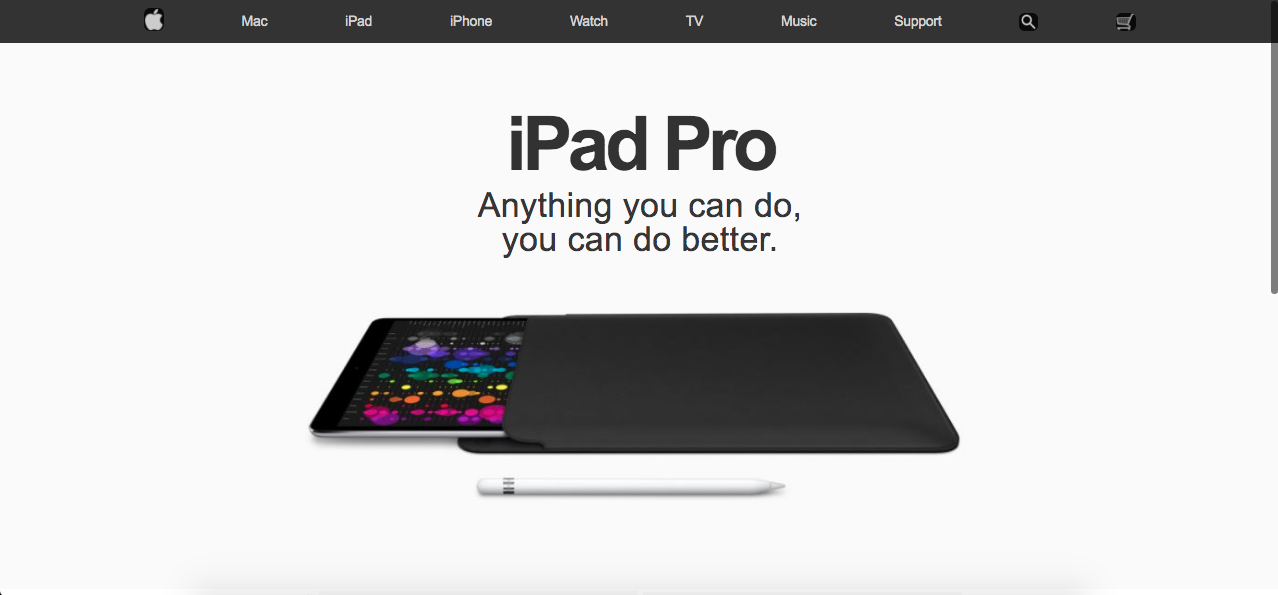 Mac iPad iPhone Watch TV Music Support
iPad Pro
Anything you can do,
you can do better.